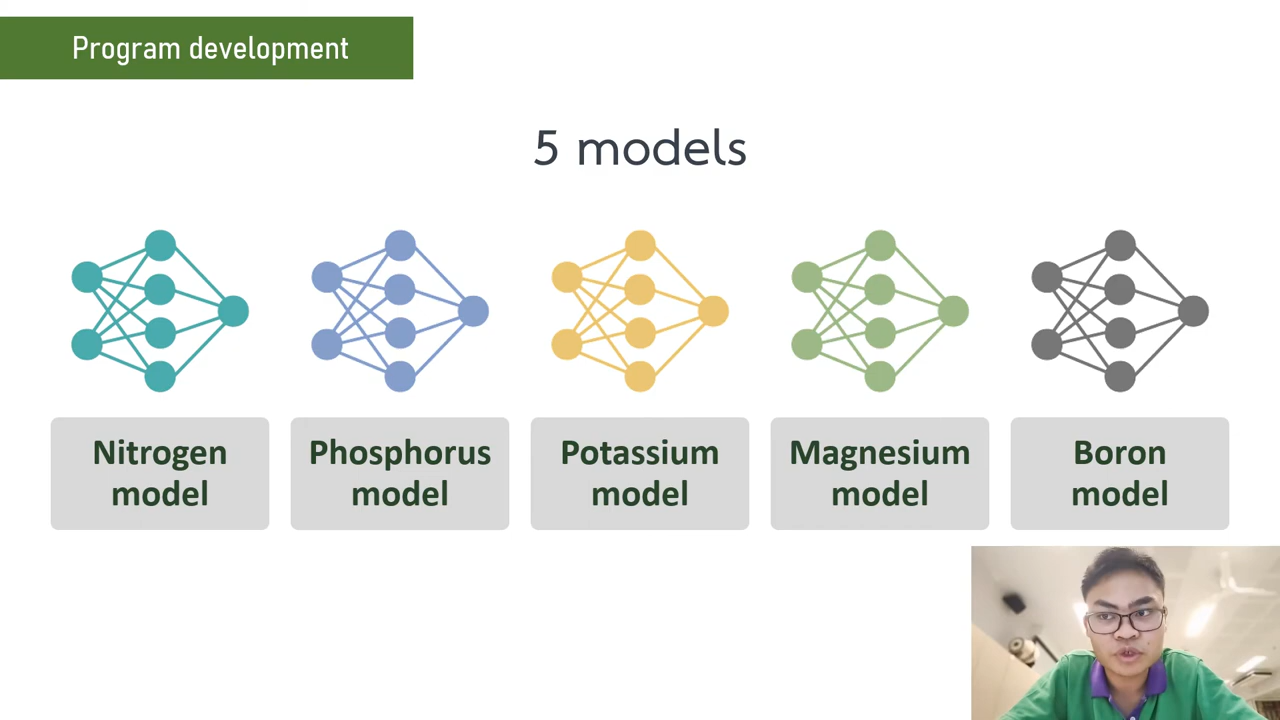 Program development
5 models
Nitrogen
model
Phosphorus
model
Potassium
model
Magnesium
model
Boron
model